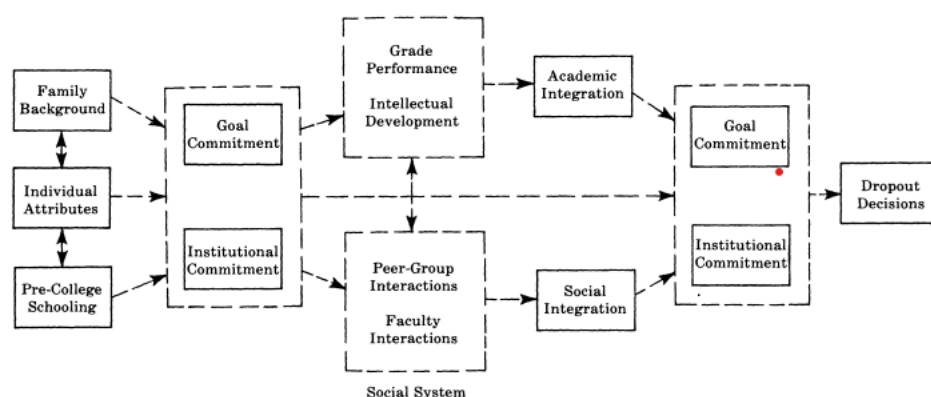 Family
Background
Individual
Attributes
Pre-College
Schooling
Goal
Commitment
Institutional
Commitment
Grade
Performance
Intellectual
Development
Peer-Group
Interactions
Faculty
Interactions
Social System
Academic
Integration
Social
Integration
Goal
Commitment
Institutional
Commitment
Dropout
Decisions